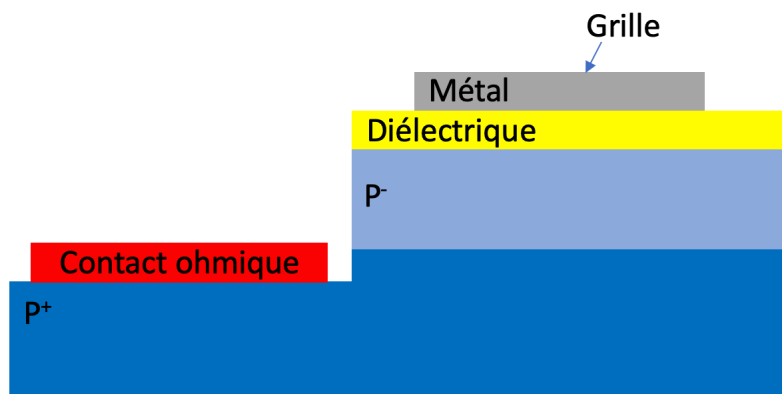 Grille
Métal
Diélectrique
P⁻
Contact ohmique
P⁺